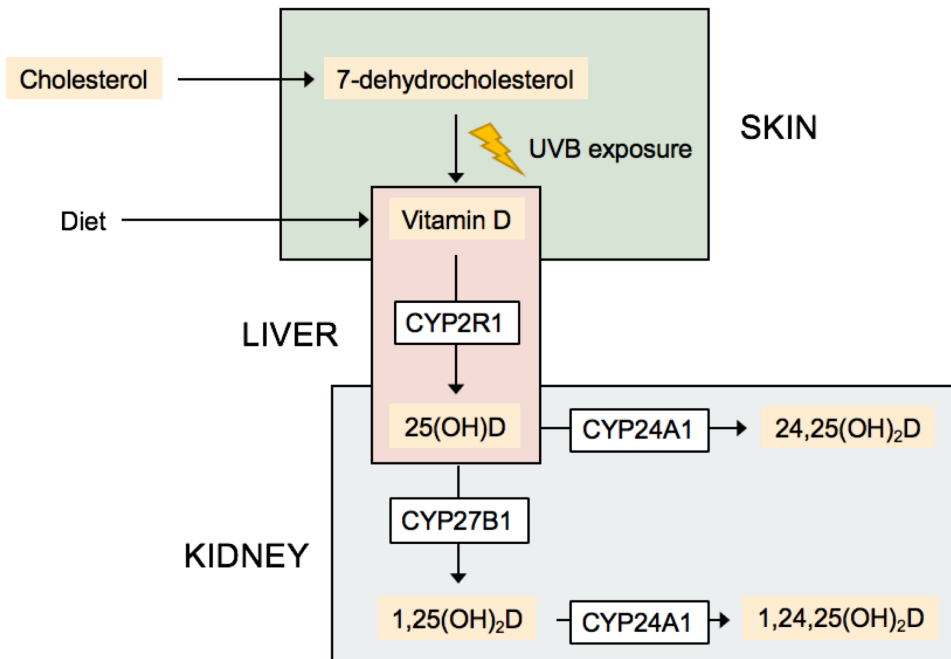 Cholesterol
7-dehydrocholesterol
SKIN
UVB exposure
Diet
Vitamin D
LIVER
CYP2R1
25(OH)D
CYP24A1
24,25(OH)₂D
CYP27B1
KIDNEY
1,25(OH)₂D
CYP24A1
1,24,25(OH)₂D